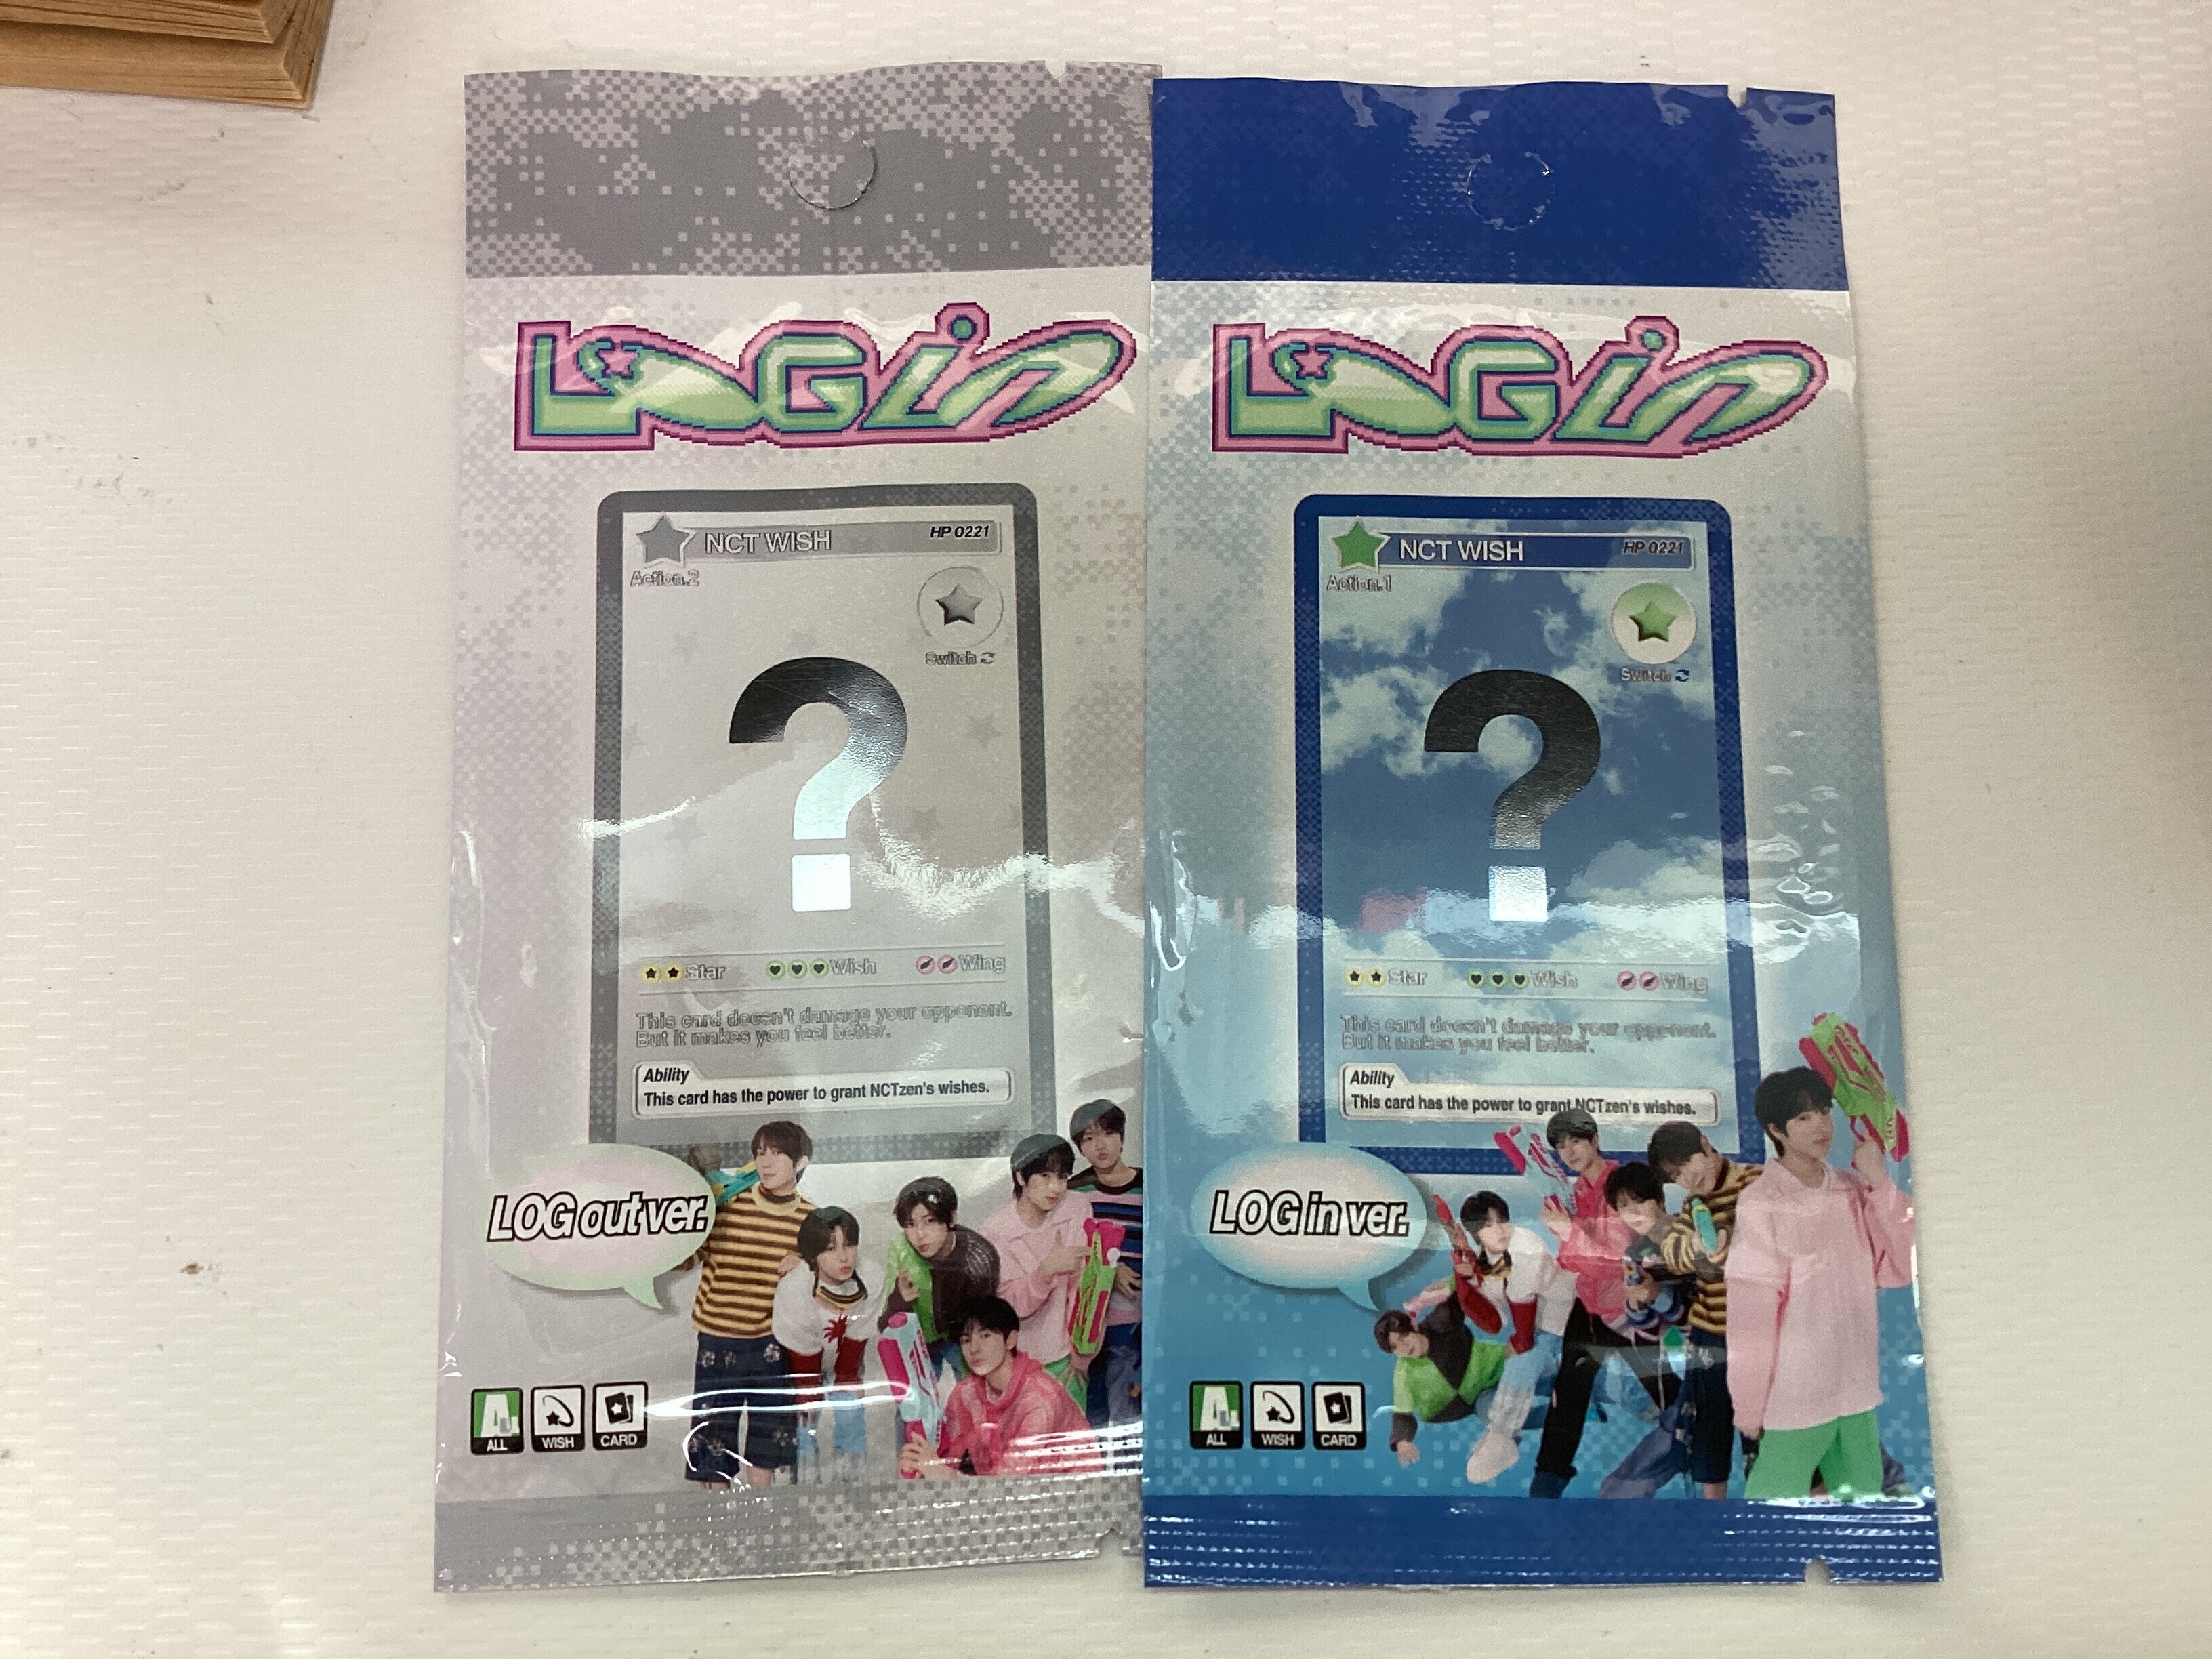 LOG in
NCT WISH
HP 0221
Action.2
Switch
?
Star
Wish
Wing
This card doesn't damage your opponent.
But it makes you feel better.
Ability
This card has the power to grant NCTzen's wishes.
LOG out ver.
ALL
WISH
CARD
LOG in
NCT WISH
HP 0221
Action.1
Switch
?
Star
Wish
Wing
This card doesn't damage your opponent.
But it makes you feel better.
Ability
This card has the power to grant NCTzen's wishes.
LOG in ver.
ALL
WISH
CARD